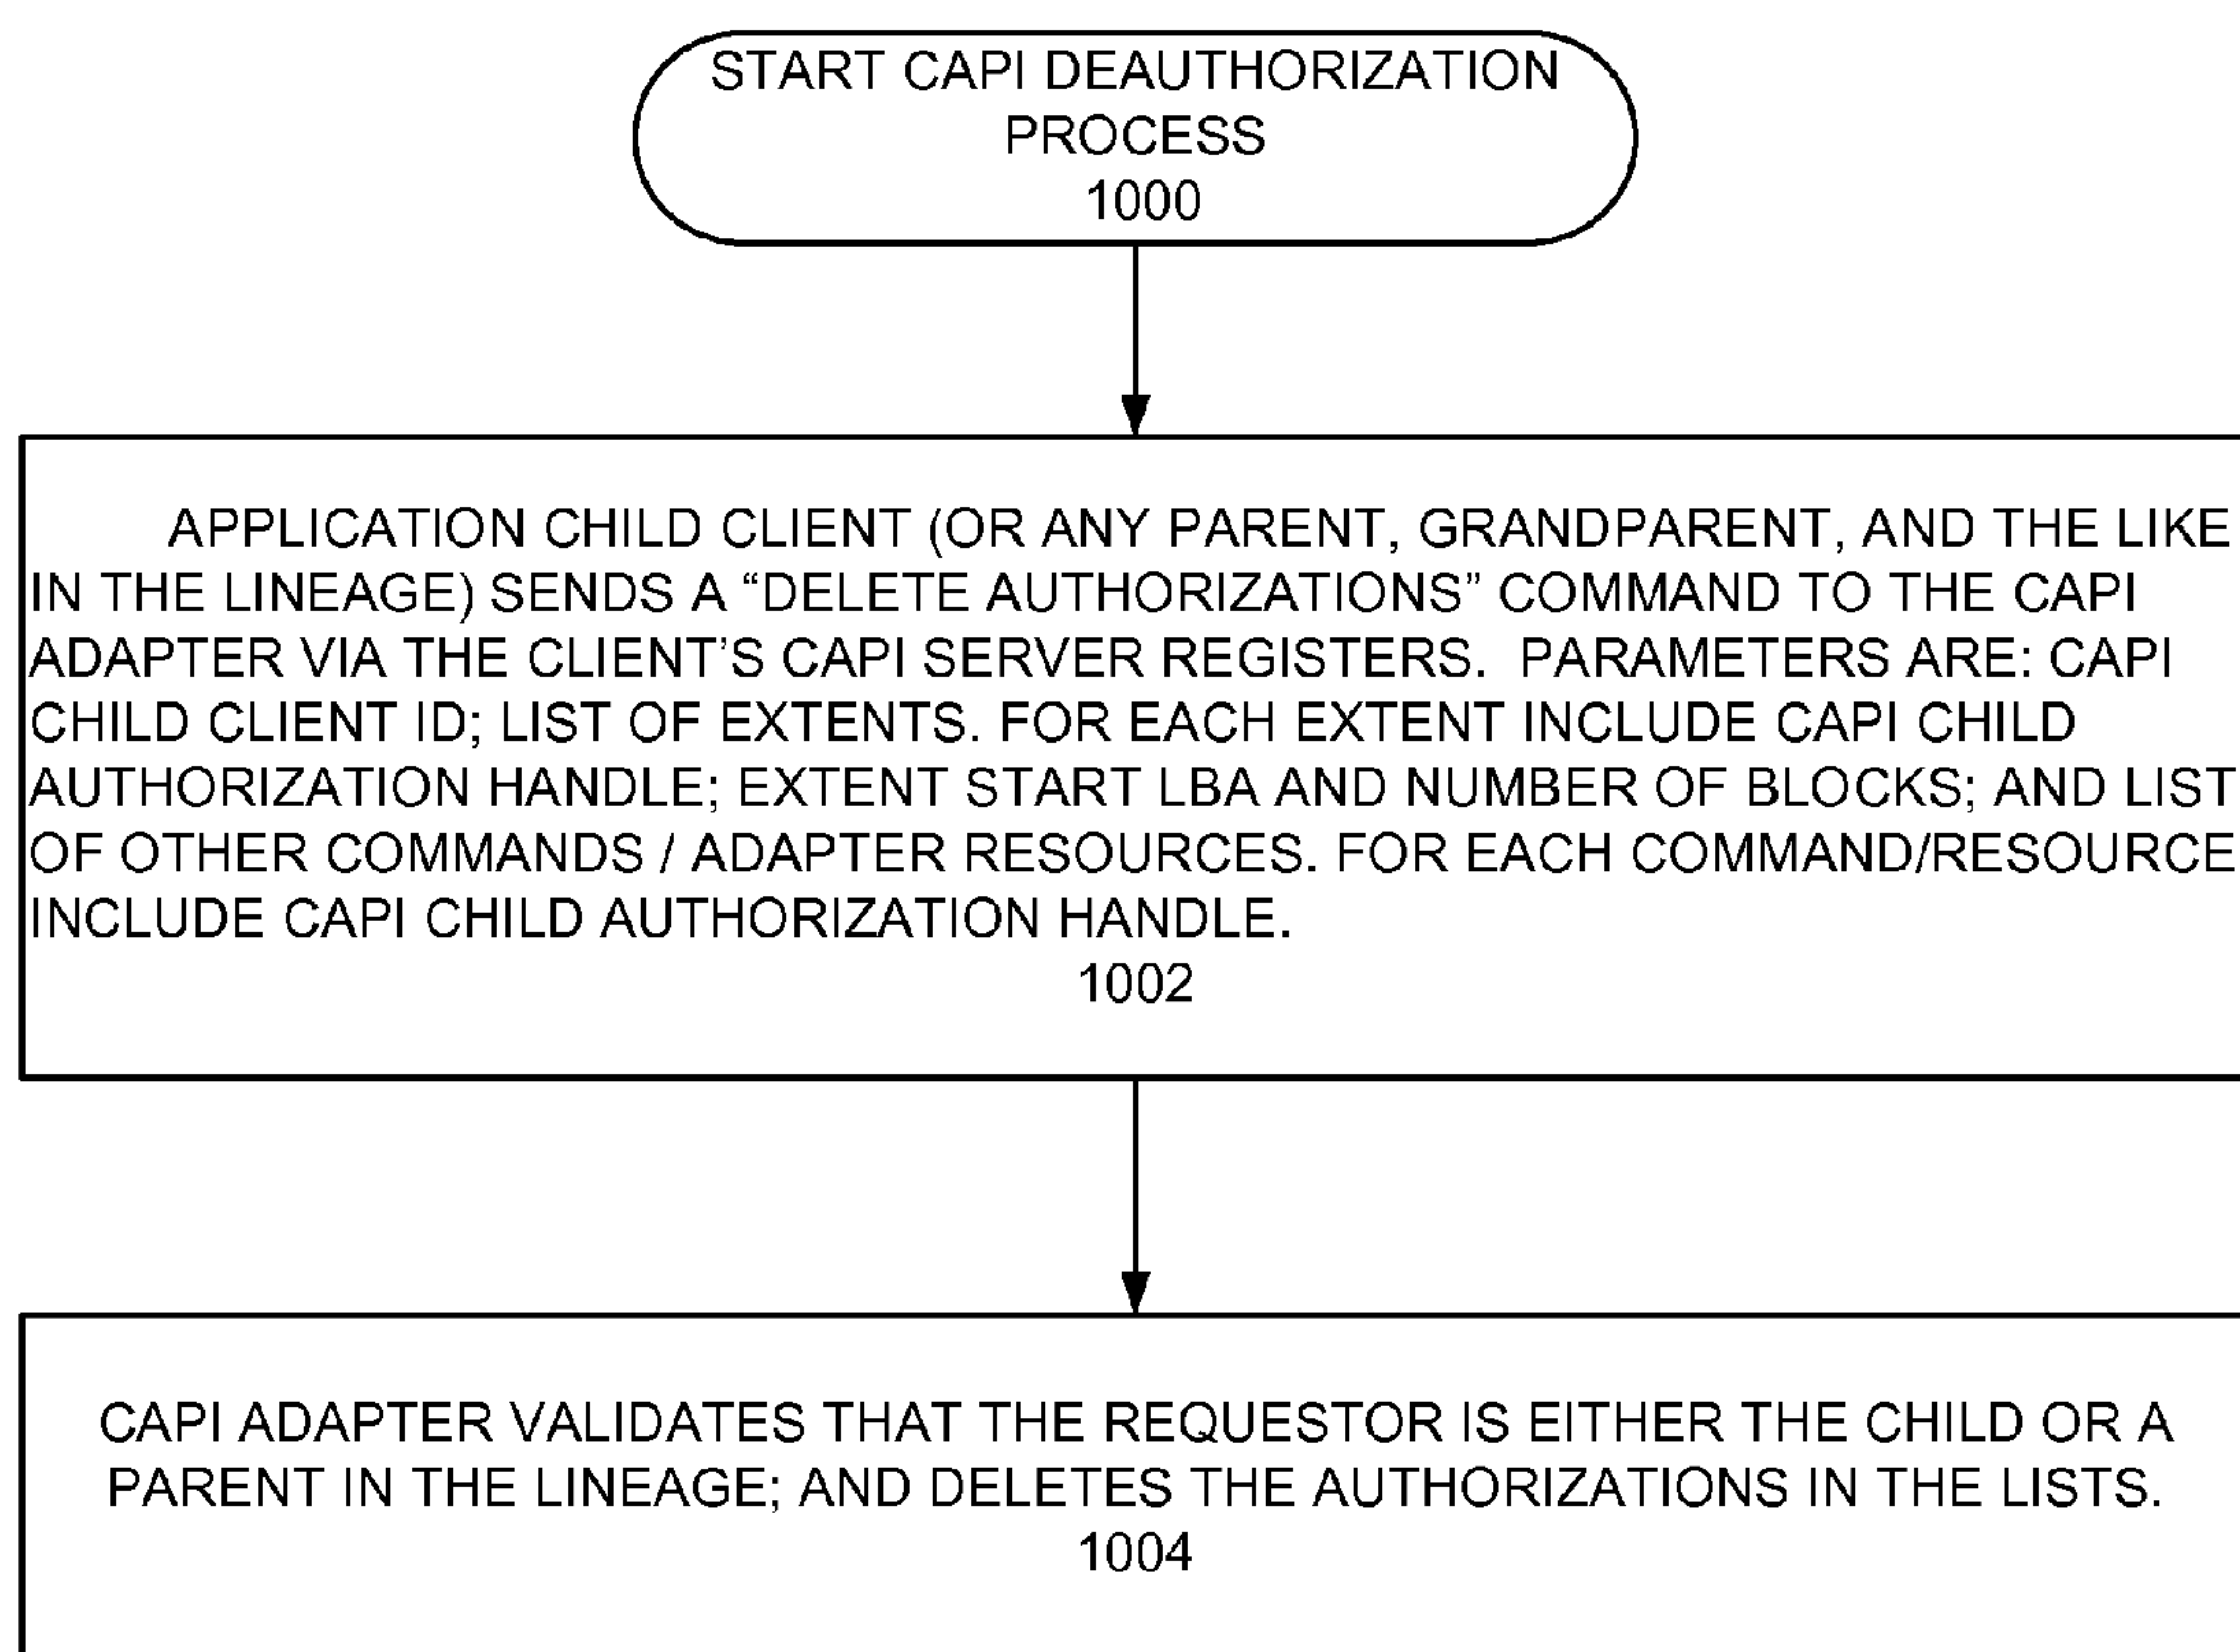 START CAPI DEAUTHORIZATION
PROCESS
1000
APPLICATION CHILD CLIENT (OR ANY PARENT, GRANDPARENT, AND THE LIKE
IN THE LINEAGE) SENDS A “DELETE AUTHORIZATIONS” COMMAND TO THE CAPI
ADAPTER VIA THE CLIENT’S CAPI SERVER REGISTERS. PARAMETERS ARE: CAPI
CHILD CLIENT ID; LIST OF EXTENTS. FOR EACH EXTENT INCLUDE CAPI CHILD
AUTHORIZATION HANDLE; EXTENT START LBA AND NUMBER OF BLOCKS; AND LIST
OF OTHER COMMANDS / ADAPTER RESOURCES. FOR EACH COMMAND/RESOURCE
INCLUDE CAPI CHILD AUTHORIZATION HANDLE.
1002
CAPI ADAPTER VALIDATES THAT THE REQUESTOR IS EITHER THE CHILD OR A
PARENT IN THE LINEAGE; AND DELETES THE AUTHORIZATIONS IN THE LISTS.
1004